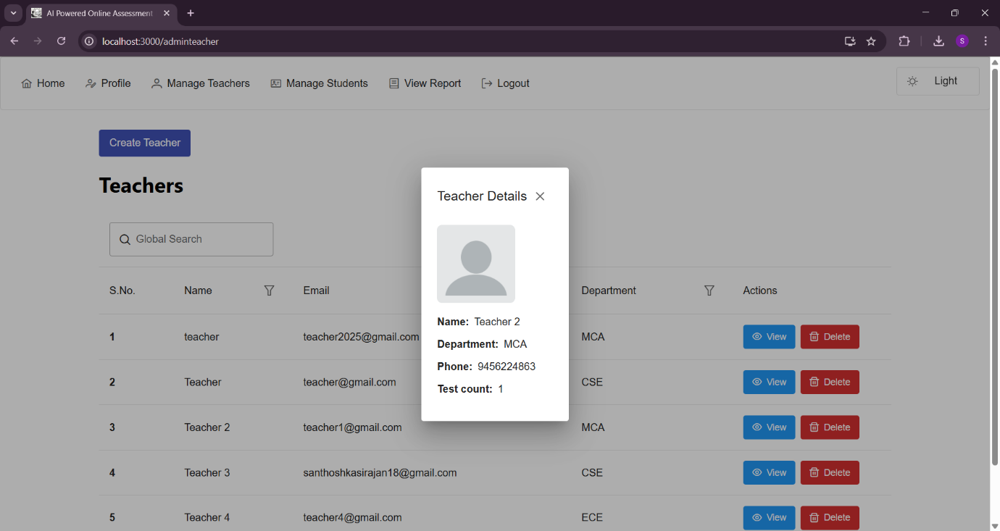 AI Powered Online Assessment
localhost:3000/adminteacher
S
Home Profile Manage Teachers Manage Students View Report Logout Light
Create Teacher
Teachers
Global Search
S.No. Name Email Department Actions
1 teacher teacher2025@gmail.com MCA View Delete
2 Teacher teacher@gmail.com CSE View Delete
3 Teacher 2 teacher1@gmail.com MCA View Delete
4 Teacher 3 santhoshkasirajan18@gmail.com CSE View Delete
5 Teacher 4 teacher4@gmail.com ECE View Delete
Teacher Details
Name: Teacher 2
Department: MCA
Phone: 9456224863
Test count: 1